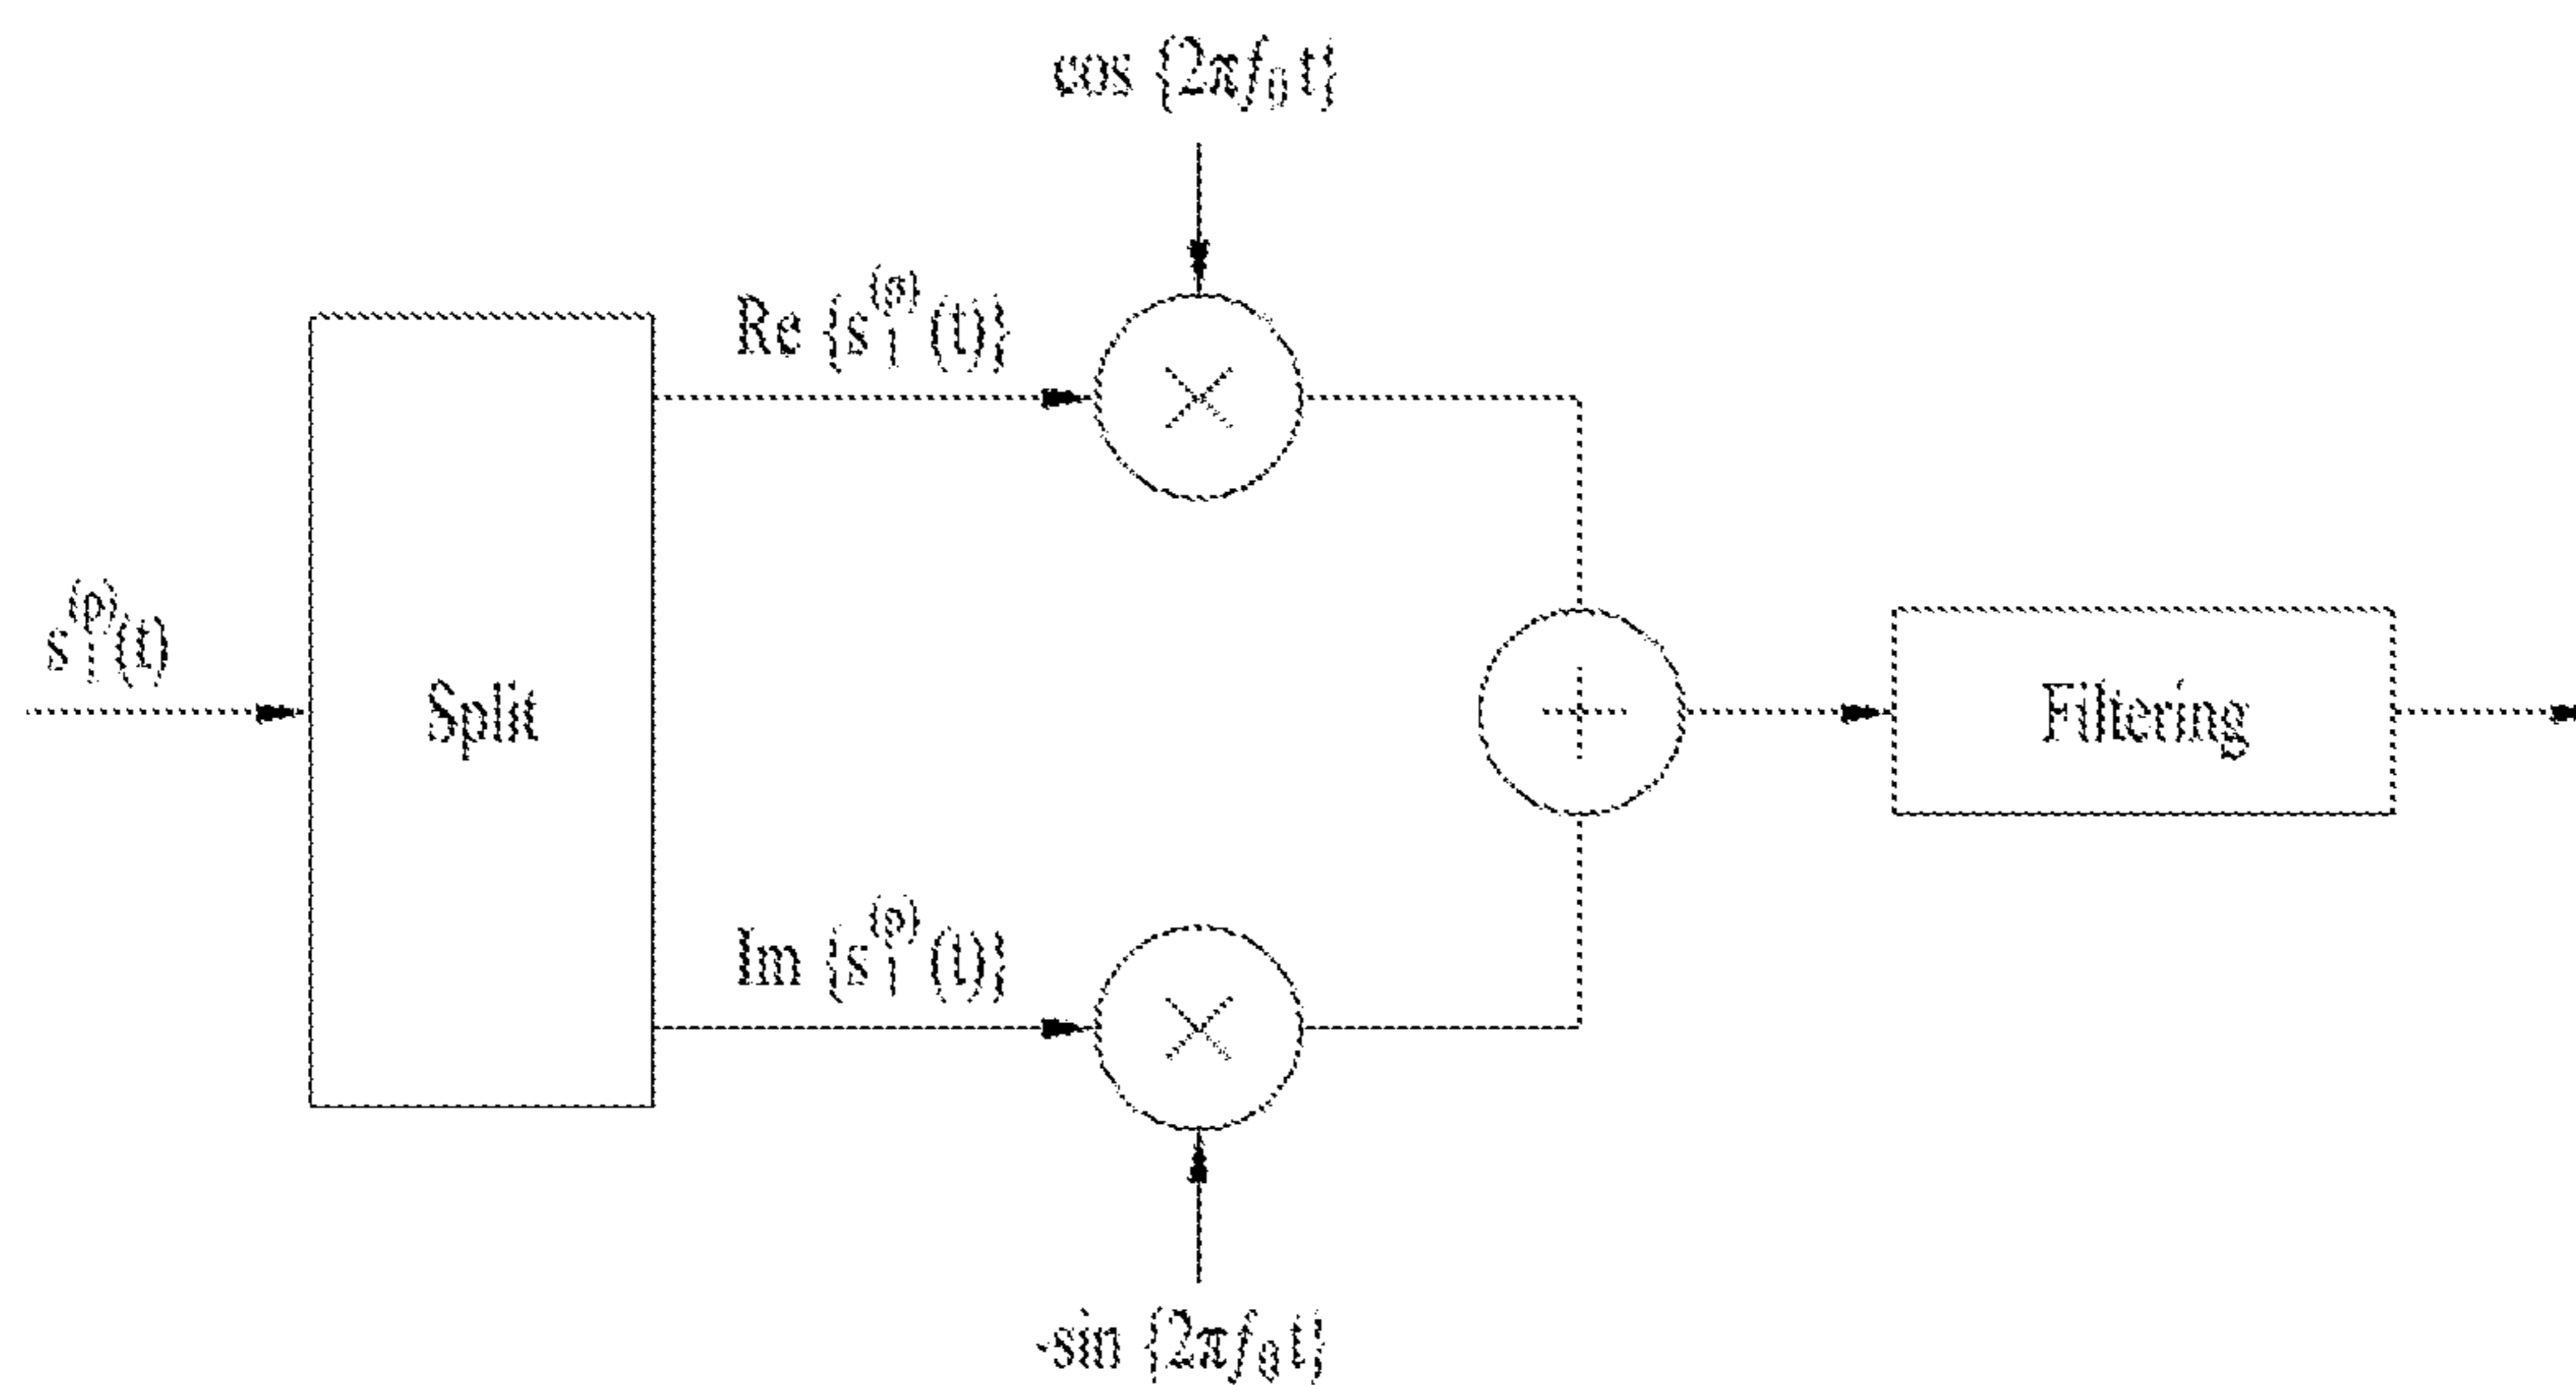 cos {2πf₀t}
Re {s₁⁽ᵖ⁾(t)}
s₁⁽ᵖ⁾(t)
Split
Filtering
Im {s₁⁽ᵖ⁾(t)}
-sin {2πf₀t}